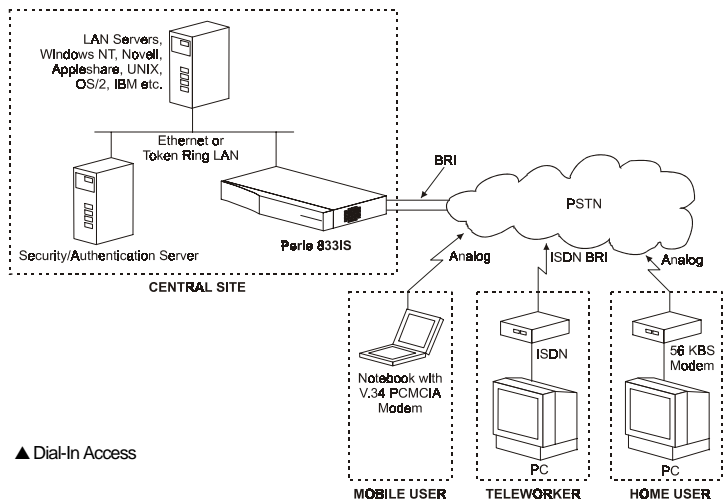 LAN Servers,
Windows NT, Novell,
Appleshare, UNIX,
OS/2, IBM etc.
Ethernet or
Token Ring LAN
BRI
PSTN
Perle 833IS
Security/Authentication Server
CENTRAL SITE
Analog
ISDN BRI
Analog
ISDN
56 KBS
Modem
Notebook with
V.34 PCMCIA
Modem
PC
PC
▲ Dial-In Access
MOBILE USER
TELEWORKER
HOME USER